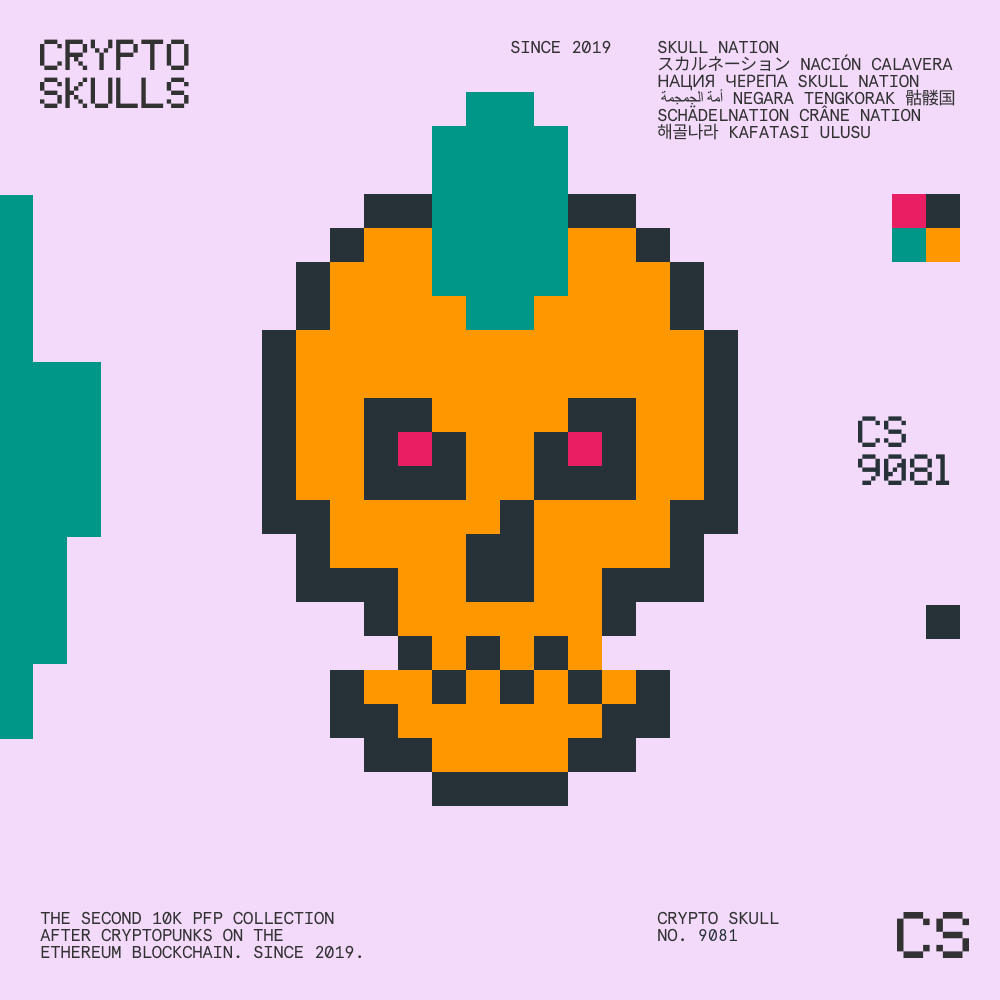 CRYPTO
SKULLS
SINCE 2019
SKULL NATION
スカルネーション NACIÓN CALAVERA
НАЦИЯ ЧЕРЕПА SKULL NATION
أمة الجمجمة NEGARA TENGKORAK 骷髅国
SCHÄDELNATION CRÂNE NATION
해골나라 KAFATASI ULUSU
CS
9081
THE SECOND 10K PFP COLLECTION
AFTER CRYPTOPUNKS ON THE
ETHEREUM BLOCKCHAIN. SINCE 2019.
CRYPTO SKULL
NO. 9081
CS